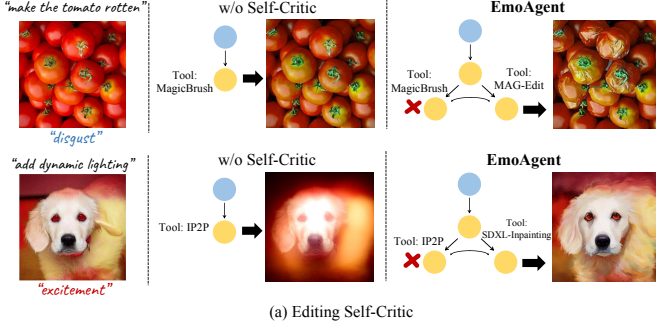 "make the tomato rotten"
w/o Self-Critic
EmoAgent
Tool:
MagicBrush
Tool:
MagicBrush
Tool:
MAG-Edit
"disgust"
"add dynamic lighting"
w/o Self-Critic
EmoAgent
Tool: IP2P
Tool: IP2P
Tool:
SDXL-Inpainting
"excitement"
(a) Editing Self-Critic